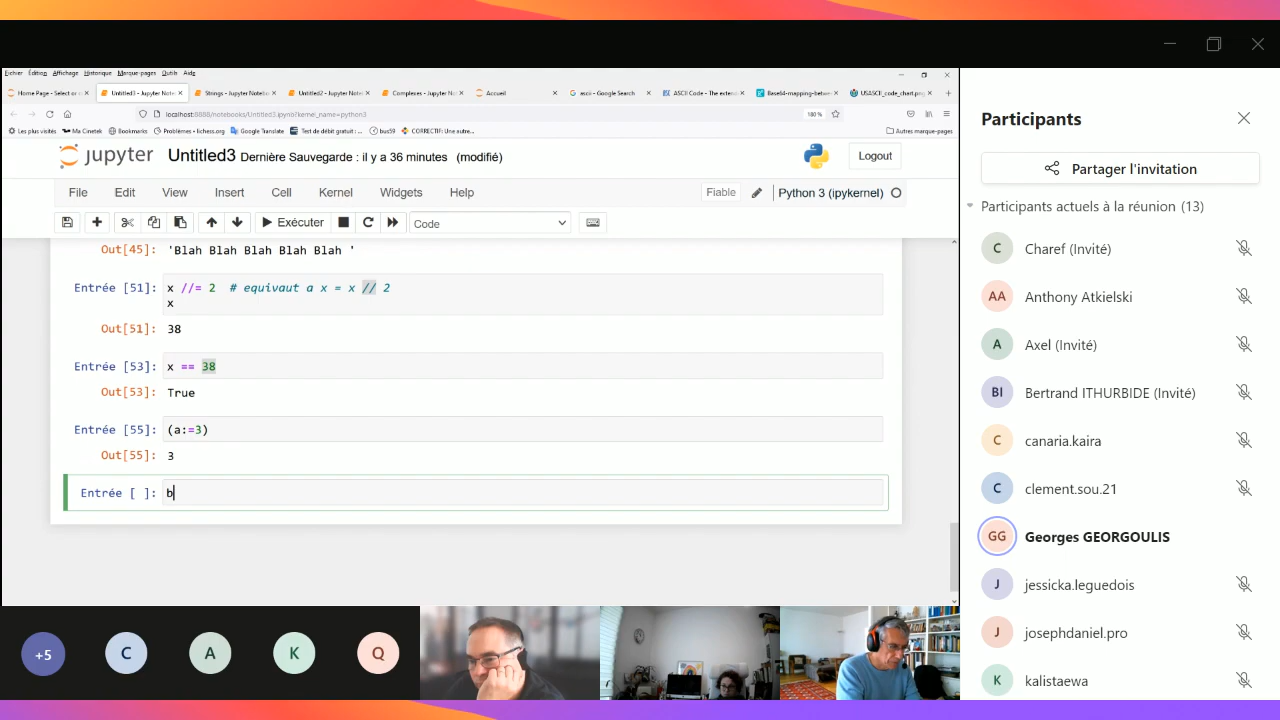 Fichier Édition Affichage Historique Marque-pages Outils Aide
Home Page - Select or c
Untitled3 - Jupyter Note
Strings - Jupyter Notebo
Untitled2 - Jupyter Notes
Complexes - Jupyter No
Accueil
ascii - Google Search
ASCII Code - The extend
Base64-mapping-betwe
USASCII_code_chart.png
localhost:8888/notebooks/Untitled3.ipynb?kernel_name=python3
180 %
Les plus visités Ma Cinetek Bookmarks Problèmes • lichess.org Google Translate Test de débit gratuit : ... bus59 CORRECTIF: Une autre... Autres marque-pages
jupyter Untitled3 Dernière Sauvegarde : il y a 36 minutes (modifié) Logout
File Edit View Insert Cell Kernel Widgets Help Fiable Python 3 (ipykernel)
Exécuter Code
Out[45]: 'Blah Blah Blah Blah Blah '
Entrée [51]: x //= 2 # equivaut a x = x // 2
x
Out[51]: 38
Entrée [53]: x == 38
Out[53]: True
Entrée [55]: (a:=3)
Out[55]: 3
Entrée [ ]: b
Participants
Partager l'invitation
Participants actuels à la réunion (13)
C Charef (Invité)
AA Anthony Atkielski
A Axel (Invité)
BI Bertrand ITHURBIDE (Invité)
C canaria.kaira
C clement.sou.21
GG Georges GEORGOULIS
J jessicka.leguedois
J josephdaniel.pro
K kalistaewa
+5 C A K Q